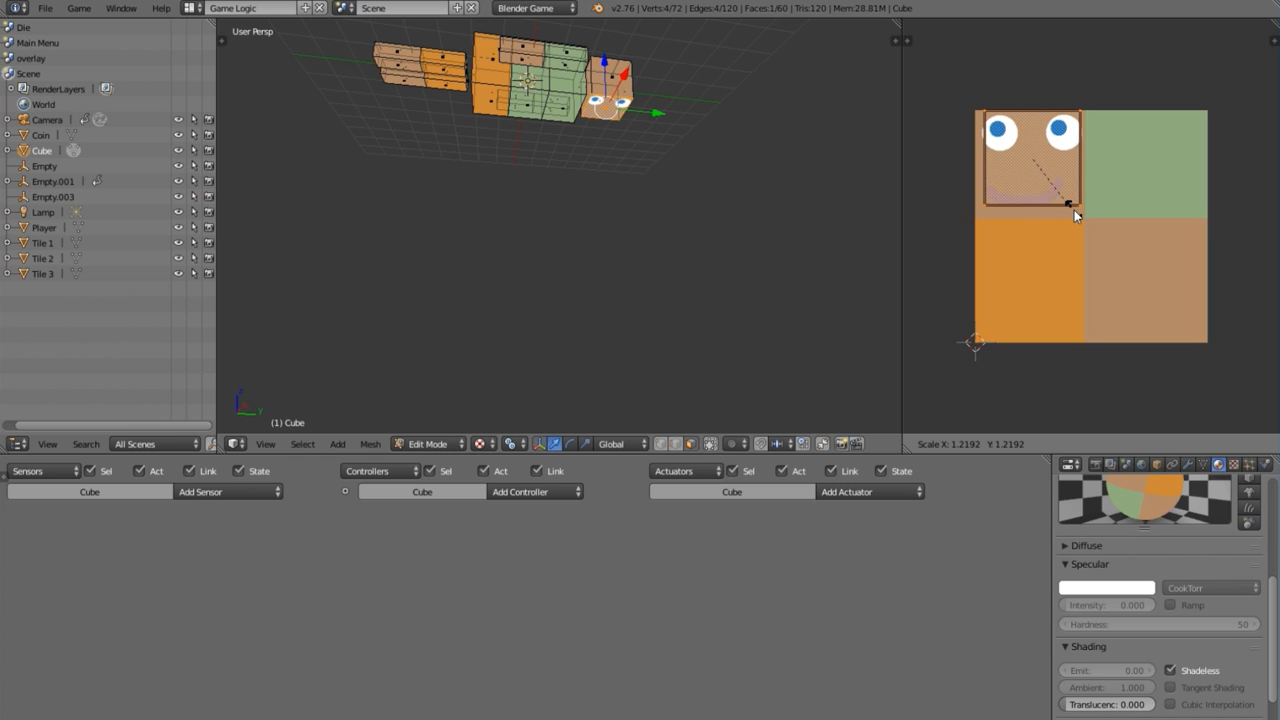 File Game Window Help Game Logic Scene Blender Game v2.76 | Verts:4/72 | Edges:4/120 | Faces:1/60 | Tris:120 | Mem:28.81M | Cube
Die
Main Menu
overlay
Scene
RenderLayers |
World
Camera
Coin |
Cube |
Empty
Empty.001 |
Empty.003
Lamp |
Player |
Tile 1 |
Tile 2 |
Tile 3 |
User Persp
(1) Cube
View Search All Scenes
View Select Add Mesh Edit Mode Global
Scale X: 1.2192 Y: 1.2192
Sensors Sel Act Link State
Cube Add Sensor
Controllers Sel Act Link
Cube Add Controller
Actuators Sel Act Link State
Cube Add Actuator
Diffuse
Specular
CookTorr
Intensity: 0.000 Ramp
Hardness: 50
Shading
Emit: 0.00 Shadeless
Ambient: 1.000 Tangent Shading
Translucenc: 0.000 Cubic Interpolation